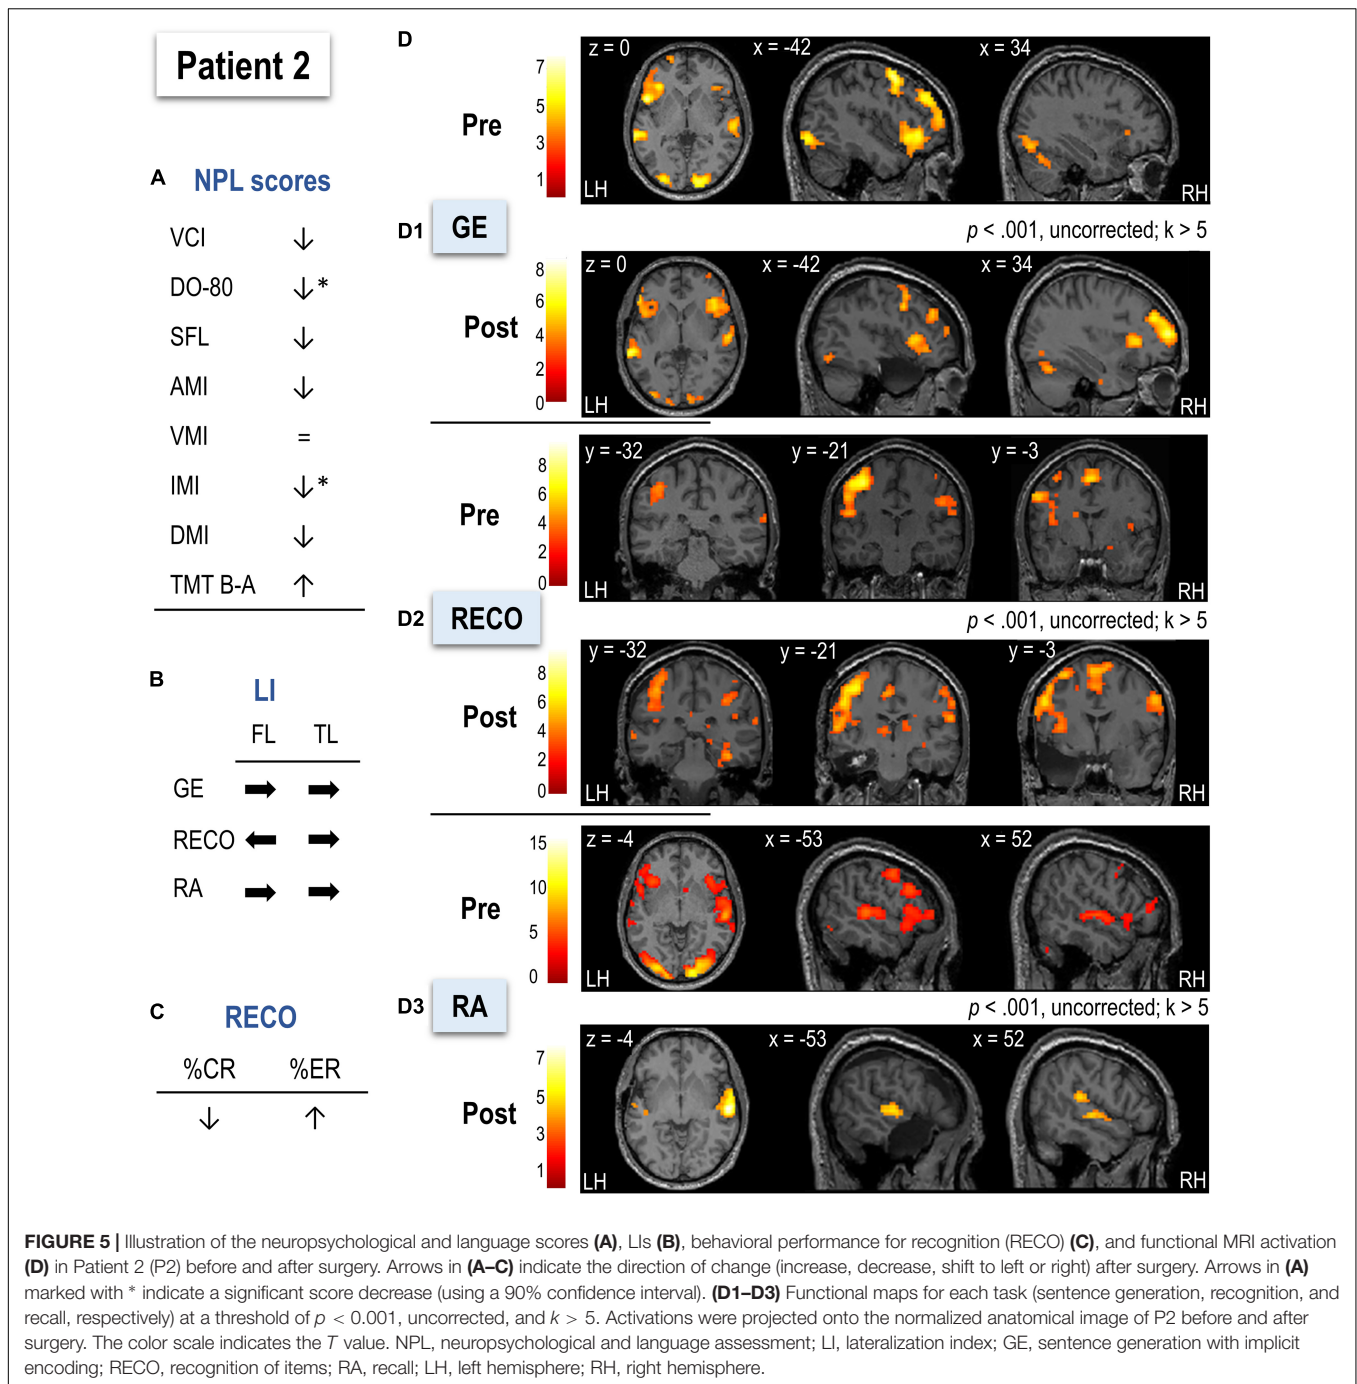 Patient 2
A NPL scores
VCI ↓
DO-80 ↓*
SFL ↓
AMI ↓
VMI =
IMI ↓*
DMI ↓
TMT B-A ↑
B LI
FL TL
GE → →
RECO ← →
RA → →
C RECO
%CR %ER
↓ ↑
D
Pre
7
5
3
1
z = 0 x = -42 x = 34
LH RH
D1 GE
p < .001, uncorrected; k > 5
Post
8
6
4
2
0
z = 0 x = -42 x = 34
LH RH
Pre
8
6
4
2
0
y = -32 y = -21 y = -3
LH RH
D2 RECO
p < .001, uncorrected; k > 5
Post
8
6
4
2
0
y = -32 y = -21 y = -3
LH RH
Pre
15
10
5
0
z = -4 x = -53 x = 52
LH RH
D3 RA
p < .001, uncorrected; k > 5
Post
7
5
3
1
z = -4 x = -53 x = 52
LH RH
FIGURE 5 | Illustration of the neuropsychological and language scores (A), LIs (B), behavioral performance for recognition (RECO) (C), and functional MRI activation
(D) in Patient 2 (P2) before and after surgery. Arrows in (A–C) indicate the direction of change (increase, decrease, shift to left or right) after surgery. Arrows in (A)
marked with * indicate a significant score decrease (using a 90% confidence interval). (D1–D3) Functional maps for each task (sentence generation, recognition, and
recall, respectively) at a threshold of p < 0.001, uncorrected, and k > 5. Activations were projected onto the normalized anatomical image of P2 before and after
surgery. The color scale indicates the T value. NPL, neuropsychological and language assessment; LI, lateralization index; GE, sentence generation with implicit
encoding; RECO, recognition of items; RA, recall; LH, left hemisphere; RH, right hemisphere.